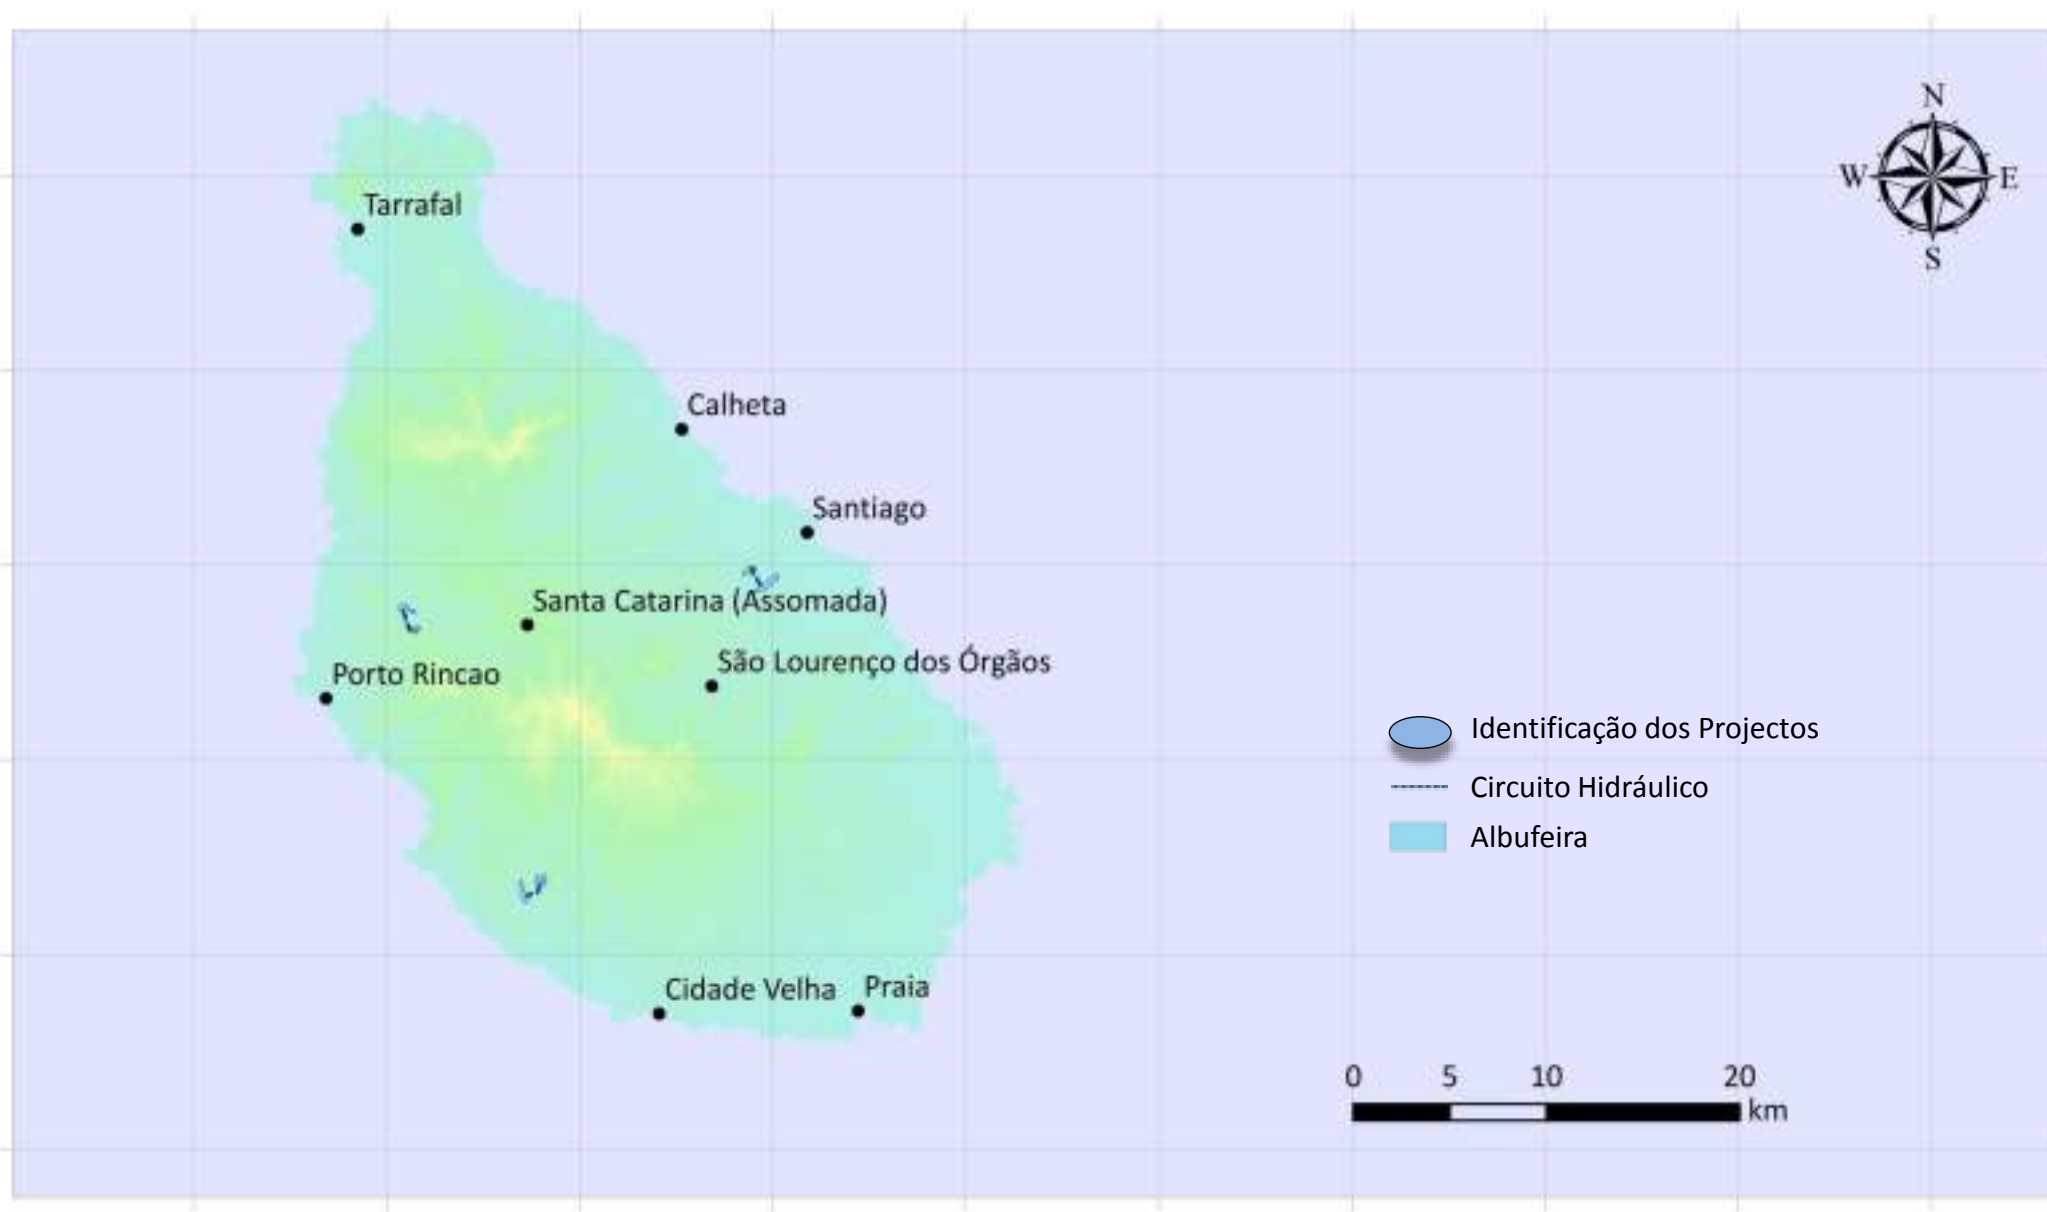 N
W
E
S
Tarrafal
Calheta
Santiago
Santa Catarina (Assomada)
São Lourenço dos Órgãos
Porto Rincao
Identificação dos Projectos
Circuito Hidráulico
Albufeira
Cidade Velha
Praia
0 5 10 20
km